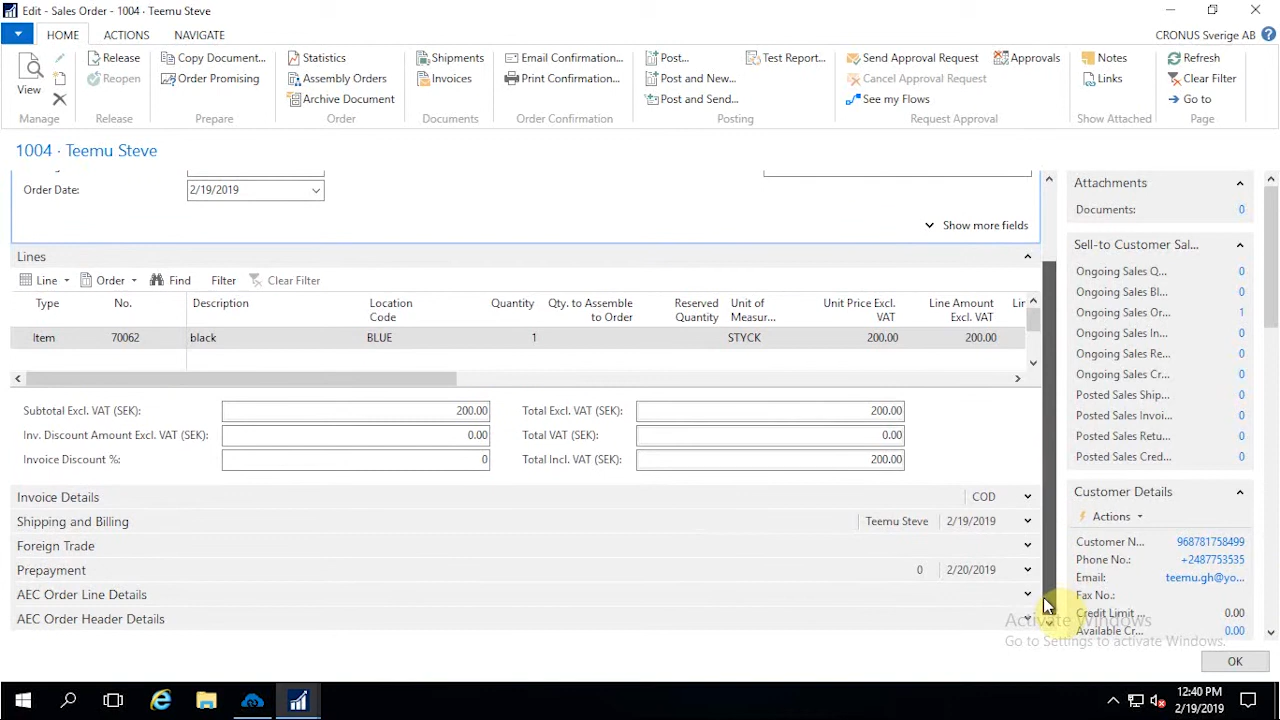 Edit - Sales Order - 1004 · Teemu Steve
HOME ACTIONS NAVIGATE CRONUS Sverige AB
View
Manage
Release
Reopen
Release
Copy Document...
Order Promising
Prepare
Statistics
Assembly Orders
Archive Document
Order
Shipments
Invoices
Documents
Email Confirmation...
Print Confirmation...
Order Confirmation
Post...
Post and New...
Post and Send...
Test Report...
Posting
Send Approval Request
Cancel Approval Request
See my Flows
Approvals
Request Approval
Notes
Links
Show Attached
Refresh
Clear Filter
Go to
Page
1004 · Teemu Steve
Order Date: 2/19/2019
Show more fields
Lines
Line Order Find Filter Clear Filter
Type No. Description Location Code Quantity Qty. to Assemble to Order Reserved Quantity Unit of Measur... Unit Price Excl. VAT Line Amount Excl. VAT Lin
Item 70062 black BLUE 1 STYCK 200.00 200.00
Subtotal Excl. VAT (SEK): 200.00 Total Excl. VAT (SEK): 200.00
Inv. Discount Amount Excl. VAT (SEK): 0.00 Total VAT (SEK): 0.00
Invoice Discount %: 0 Total Incl. VAT (SEK): 200.00
Invoice Details COD
Shipping and Billing Teemu Steve 2/19/2019
Foreign Trade
Prepayment 0 2/20/2019
AEC Order Line Details
AEC Order Header Details
Attachments
Documents: 0
Sell-to Customer Sal...
Ongoing Sales Q... 0
Ongoing Sales Bl... 0
Ongoing Sales Or... 1
Ongoing Sales In... 0
Ongoing Sales Re... 0
Ongoing Sales Cr... 0
Posted Sales Ship... 0
Posted Sales Invoi... 0
Posted Sales Retu... 0
Posted Sales Cred... 0
Customer Details
Actions
Customer N... 968781758499
Phone No.: +2487753535
Email: teemu.gh@yo...
Fax No.:
Credit Limit ... 0.00
Available Cr... 0.00
Activate Windows
Go to Settings to activate Windows.
OK
12:40 PM
2/19/2019